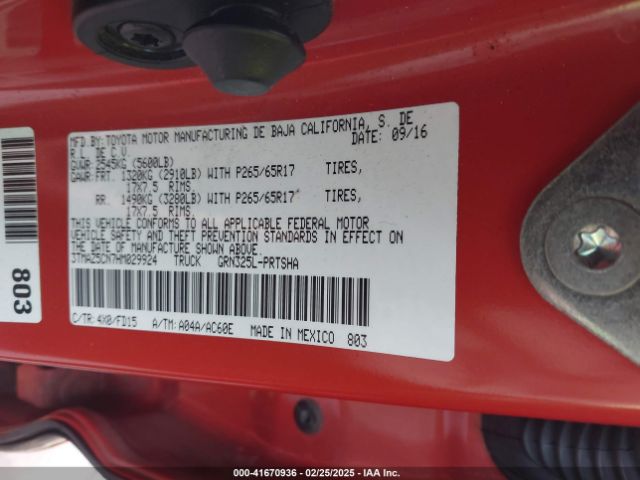 MFD. BY: TOYOTA MOTOR MANUFACTURING DE BAJA CALIFORNIA, S. DE
R.L. DE C.V. DATE: 09/16
GVWR 2545KG (5600LB)
GAWR: FRT. 1320KG (2910LB) WITH P265/65R17 TIRES,
17X7.5 RIMS,
RR. 1490KG (3280LB) WITH P265/65R17 TIRES,
17X7.5 RIMS,
THIS VEHICLE CONFORMS TO ALL APPLICABLE FEDERAL MOTOR
VEHICLE SAFETY AND THEFT PREVENTION STANDARDS IN EFFECT ON
THE DATE OF MANUFACTURE SHOWN ABOVE.
3TMAZ5CN7HM029924 TRUCK GRN325L-PRTSHA
C/TR: 4X0/FD15 A/TM: A04A/AC60E MADE IN MEXICO 803
803
000-41670936 - 02/25/2025 - IAA Inc.